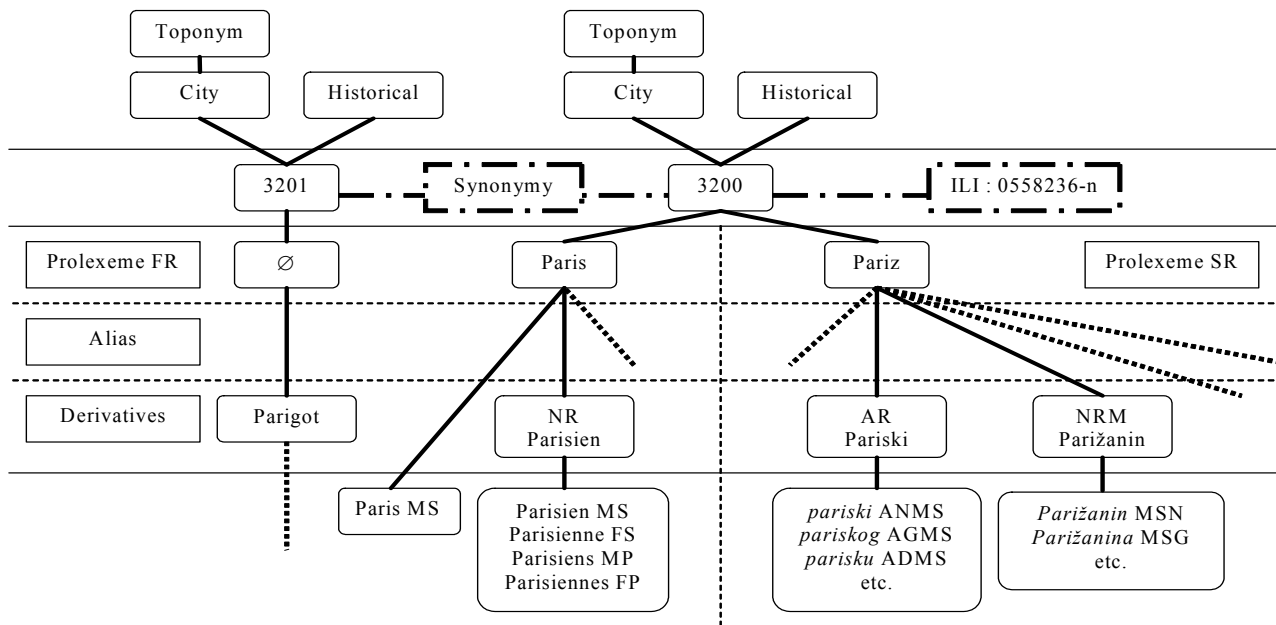 Toponym
Toponym
City
Historical
City
Historical
3201
Synonymy
3200
ILI : 0558236-n
Prolexeme FR
∅
Paris
Pariz
Prolexeme SR
Alias
Derivatives
Parigot
NR
Parisien
AR
Pariski
NRM
Parižanin
Paris MS
Parisien MS
Parisienne FS
Parisiens MP
Parisiennes FP
pariski ANMS
pariskog AGMS
parisku ADMS
etc.
Parižanin MSN
Parižanina MSG
etc.